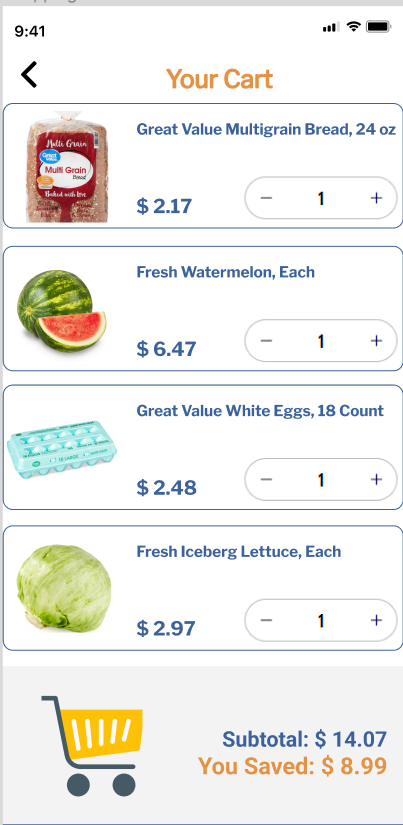 9:41
Your Cart
Great Value Multigrain Bread, 24 oz
Multi Grain
Great Value
Multi Grain
Bread
Baked with Love
$ 2.17
− 1 +
Fresh Watermelon, Each
$ 6.47
− 1 +
Great Value White Eggs, 18 Count
18 LARGE
$ 2.48
− 1 +
Fresh Iceberg Lettuce, Each
$ 2.97
− 1 +
Subtotal: $ 14.07
You Saved: $ 8.99